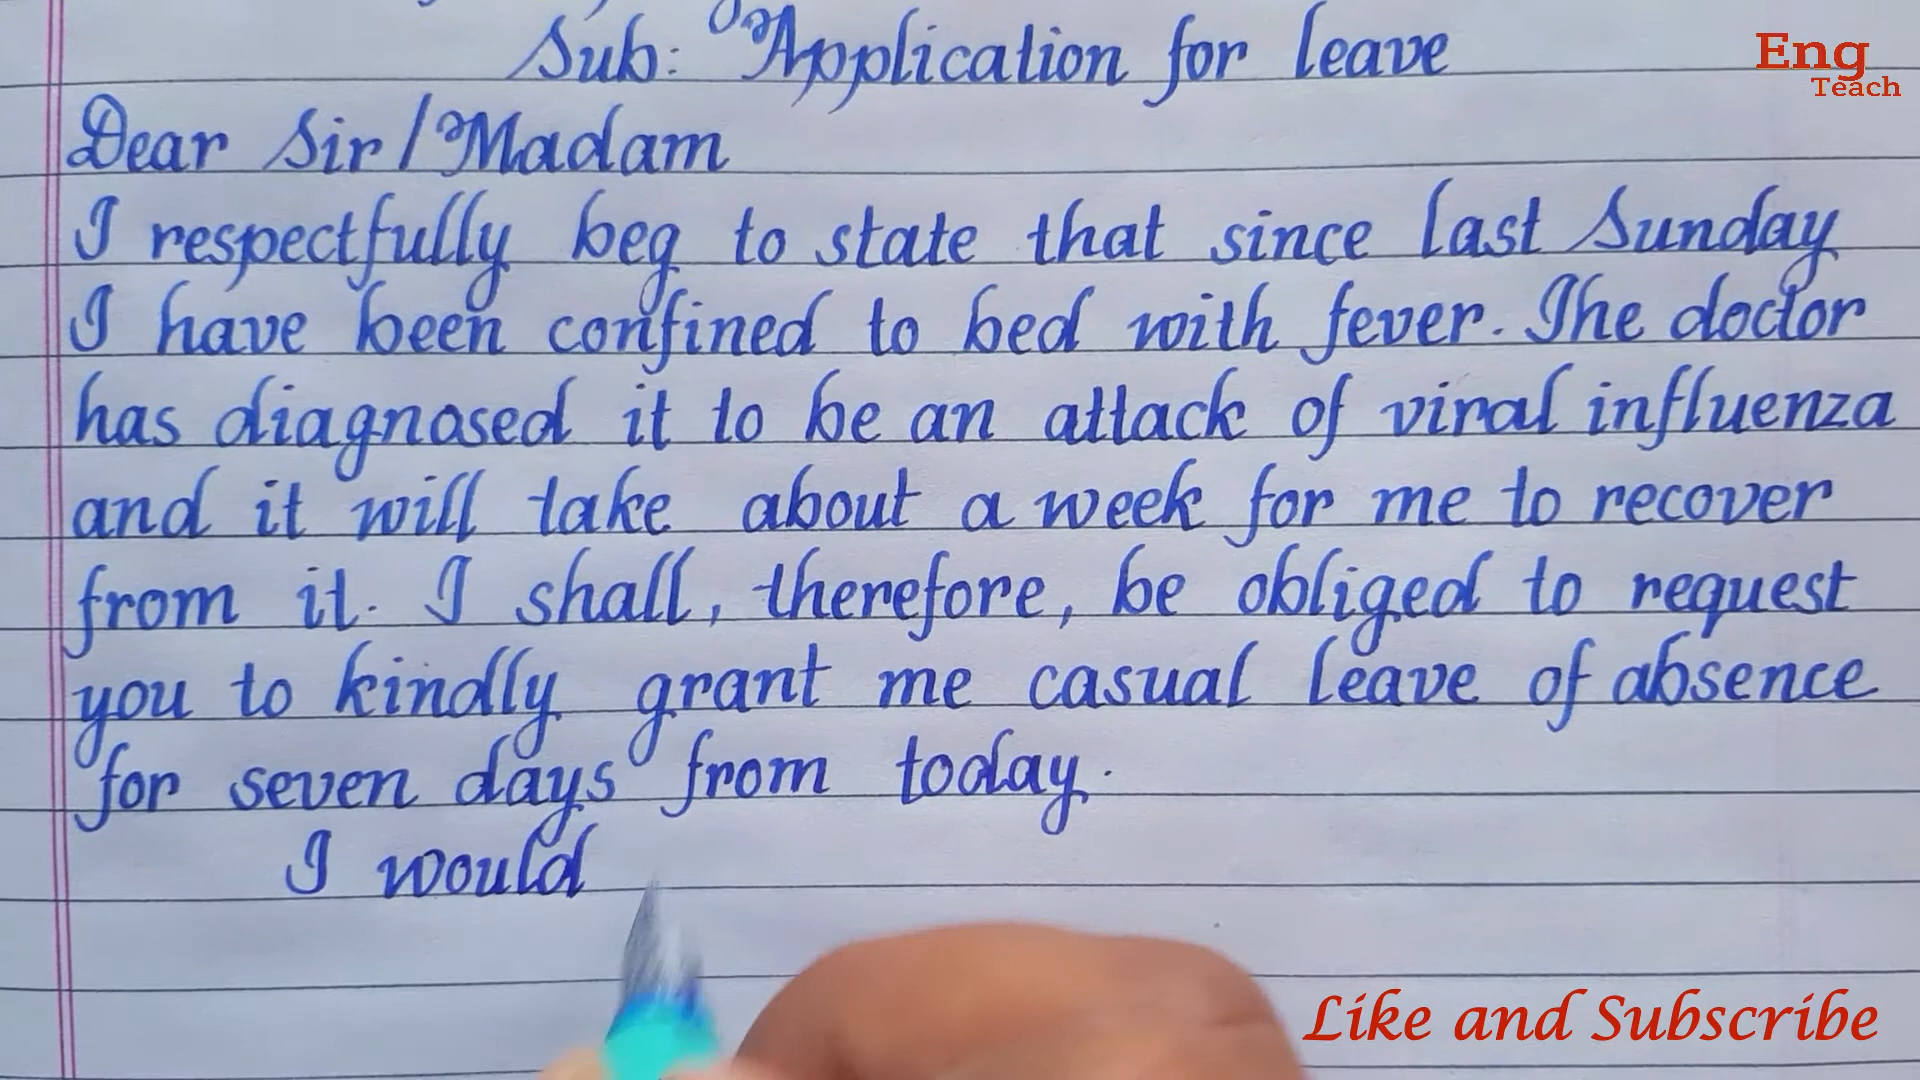 Sub: Application for leave
Eng
Teach
Dear Sir/Madam
I respectfully beg to state that since last Sunday
I have been confined to bed with fever. The doctor
has diagnosed it to be an attack of viral influenza
and it will take about a week for me to recover
from it. I shall, therefore, be obliged to request
you to kindly grant me casual leave of absence
for seven days from today.
I would
Like and Subscribe